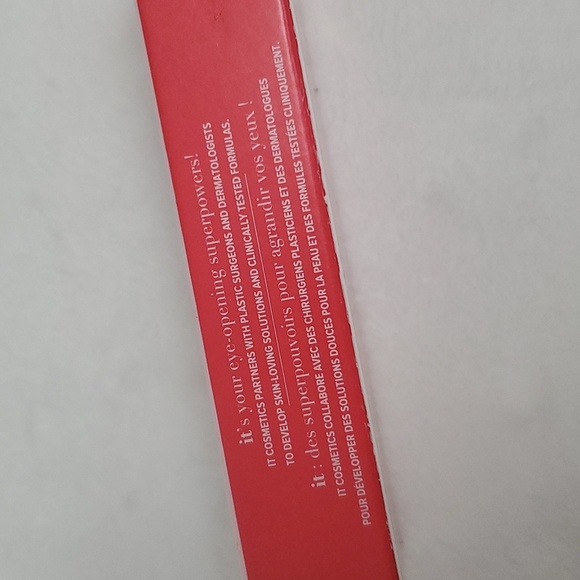 it's your eye-opening superpowers!
IT COSMETICS PARTNERS WITH PLASTIC SURGEONS AND DERMATOLOGISTS
TO DEVELOP SKIN-LOVING SOLUTIONS AND CLINICALLY TESTED FORMULAS.
it : des superpouvoirs pour agrandir vos yeux !
IT COSMETICS COLLABORE AVEC DES CHIRURGIENS PLASTICIENS ET DES DERMATOLOGUES
POUR DÉVELOPPER DES SOLUTIONS DOUCES POUR LA PEAU ET DES FORMULES TESTÉES CLINIQUEMENT.